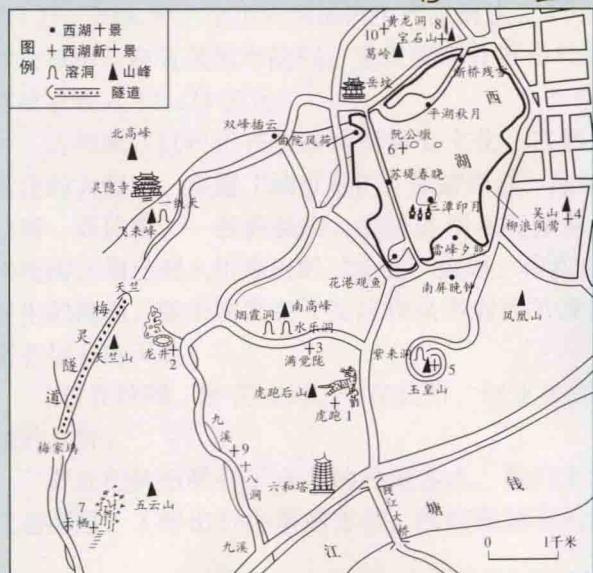 图例
• 西湖十景
+ 西湖新十景
溶洞 ▲ 山峰
隧道
黄龙洞
10
8
宝石山
葛岭
岳坟
断桥残雪
西
湖
平湖秋月
北高峰
双峰插云
曲院风荷
阮公墩
6
苏堤春晓
三潭印月
灵隐寺
一线天
飞来峰
吴山
4
柳浪闻莺
雷峰夕照
花港观鱼
南屏晚钟
天竺
梅
灵
隧
道
天竺山
龙井
2
烟霞洞
南高峰
水乐洞
3
满觉陇
凤凰山
紫来洞
5
玉皇山
虎跑后山
虎跑 1
梅家坞
九溪
9
十八涧
六和塔
五云山
7
云栖
九溪
钱江大桥
钱
塘
江
0 1千米